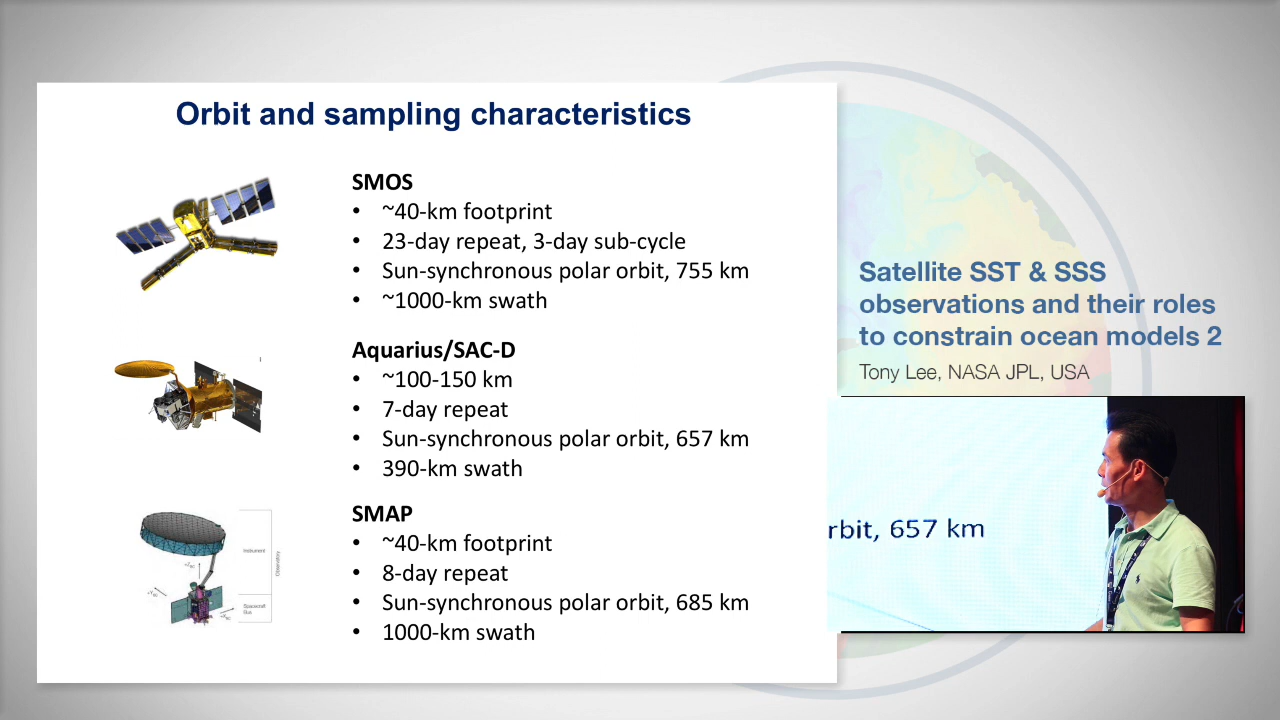 Orbit and sampling characteristics
SMOS
• ~40-km footprint
• 23-day repeat, 3-day sub-cycle
• Sun-synchronous polar orbit, 755 km
• ~1000-km swath
Aquarius/SAC-D
• ~100-150 km
• 7-day repeat
• Sun-synchronous polar orbit, 657 km
• 390-km swath
SMAP
• ~40-km footprint
• 8-day repeat
• Sun-synchronous polar orbit, 685 km
• 1000-km swath
Instrument
Observatory
Spacecraft
Satellite SST & SSS
observations and their roles
to constrain ocean models 2
Tony Lee, NASA JPL, USA
rbit, 657 km